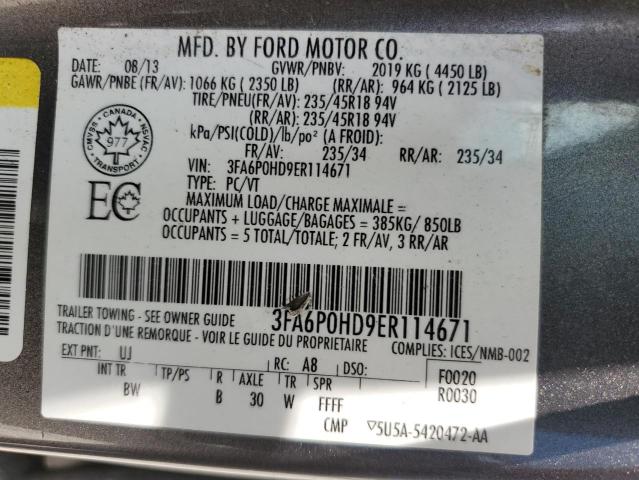 MFD. BY FORD MOTOR CO.
DATE: 08/13 GVWR/PNBV: 2019 KG ( 4450 LB)
GAWR/PNBE (FR/AV): 1066 KG ( 2350 LB) (RR/AR): 964 KG ( 2125 LB)
TIRE/PNEU(FR/AV): 235/45R18 94V
(RR/AR): 235/45R18 94V
kPa/PSI(COLD)/lb/po² (A FROID):
FR/AV: 235/34 RR/AR: 235/34
CANADA
CMVSS NSVAC
977
TRANSPORT
VIN: 3FA6P0HD9ER114671
TYPE: PC/VT
EC
MAXIMUM LOAD/CHARGE MAXIMALE =
OCCUPANTS + LUGGAGE/BAGAGES = 385KG/ 850LB
OCCUPANTS = 5 TOTAL/TOTALE; 2 FR/AV, 3 RR/AR
TRAILER TOWING - SEE OWNER GUIDE 3FA6P0HD9ER114671
TRACTION D'UNE REMORQUE - VOIR LE GUIDE DU PROPRIETAIRE COMPLIES: ICES/NMB-002
EXT PNT: UJ RC: A8 DSO: F0020
INT TR TP/PS R AXLE TR SPR R0030
BW B 30 W FFFF
CMP ▽5U5A-5420472-AA